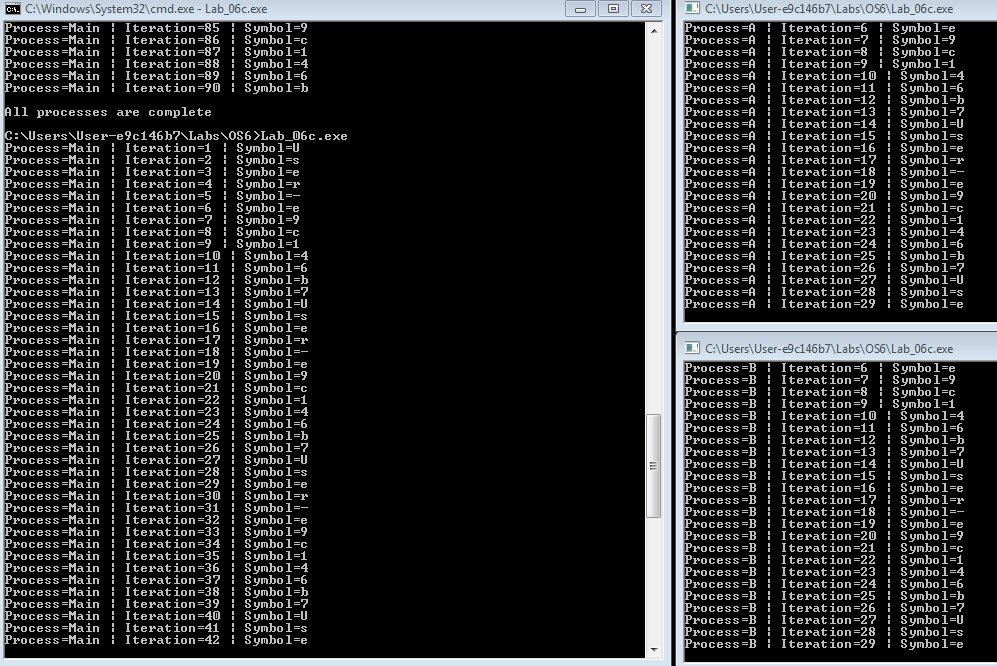 C:\Windows\System32\cmd.exe - Lab_06c.exe
Process=Main | Iteration=85 | Symbol=9
Process=Main | Iteration=86 | Symbol=c
Process=Main | Iteration=87 | Symbol=1
Process=Main | Iteration=88 | Symbol=4
Process=Main | Iteration=89 | Symbol=6
Process=Main | Iteration=90 | Symbol=b
All processes are complete
C:\Users\User-e9c146b7\Labs\OS6>Lab_06c.exe
Process=Main | Iteration=1 | Symbol=U
Process=Main | Iteration=2 | Symbol=s
Process=Main | Iteration=3 | Symbol=e
Process=Main | Iteration=4 | Symbol=r
Process=Main | Iteration=5 | Symbol=-
Process=Main | Iteration=6 | Symbol=e
Process=Main | Iteration=7 | Symbol=9
Process=Main | Iteration=8 | Symbol=c
Process=Main | Iteration=9 | Symbol=1
Process=Main | Iteration=10 | Symbol=4
Process=Main | Iteration=11 | Symbol=6
Process=Main | Iteration=12 | Symbol=b
Process=Main | Iteration=13 | Symbol=7
Process=Main | Iteration=14 | Symbol=U
Process=Main | Iteration=15 | Symbol=s
Process=Main | Iteration=16 | Symbol=e
Process=Main | Iteration=17 | Symbol=r
Process=Main | Iteration=18 | Symbol=-
Process=Main | Iteration=19 | Symbol=e
Process=Main | Iteration=20 | Symbol=9
Process=Main | Iteration=21 | Symbol=c
Process=Main | Iteration=22 | Symbol=1
Process=Main | Iteration=23 | Symbol=4
Process=Main | Iteration=24 | Symbol=6
Process=Main | Iteration=25 | Symbol=b
Process=Main | Iteration=26 | Symbol=7
Process=Main | Iteration=27 | Symbol=U
Process=Main | Iteration=28 | Symbol=s
Process=Main | Iteration=29 | Symbol=e
Process=Main | Iteration=30 | Symbol=r
Process=Main | Iteration=31 | Symbol=-
Process=Main | Iteration=32 | Symbol=e
Process=Main | Iteration=33 | Symbol=9
Process=Main | Iteration=34 | Symbol=c
Process=Main | Iteration=35 | Symbol=1
Process=Main | Iteration=36 | Symbol=4
Process=Main | Iteration=37 | Symbol=6
Process=Main | Iteration=38 | Symbol=b
Process=Main | Iteration=39 | Symbol=7
Process=Main | Iteration=40 | Symbol=U
Process=Main | Iteration=41 | Symbol=s
Process=Main | Iteration=42 | Symbol=e
C:\Users\User-e9c146b7\Labs\OS6\Lab_06c.exe
Process=A | Iteration=6 | Symbol=e
Process=A | Iteration=7 | Symbol=9
Process=A | Iteration=8 | Symbol=c
Process=A | Iteration=9 | Symbol=1
Process=A | Iteration=10 | Symbol=4
Process=A | Iteration=11 | Symbol=6
Process=A | Iteration=12 | Symbol=b
Process=A | Iteration=13 | Symbol=7
Process=A | Iteration=14 | Symbol=U
Process=A | Iteration=15 | Symbol=s
Process=A | Iteration=16 | Symbol=e
Process=A | Iteration=17 | Symbol=r
Process=A | Iteration=18 | Symbol=-
Process=A | Iteration=19 | Symbol=e
Process=A | Iteration=20 | Symbol=9
Process=A | Iteration=21 | Symbol=c
Process=A | Iteration=22 | Symbol=1
Process=A | Iteration=23 | Symbol=4
Process=A | Iteration=24 | Symbol=6
Process=A | Iteration=25 | Symbol=b
Process=A | Iteration=26 | Symbol=7
Process=A | Iteration=27 | Symbol=U
Process=A | Iteration=28 | Symbol=s
Process=A | Iteration=29 | Symbol=e
C:\Users\User-e9c146b7\Labs\OS6\Lab_06c.exe
Process=B | Iteration=6 | Symbol=e
Process=B | Iteration=7 | Symbol=9
Process=B | Iteration=8 | Symbol=c
Process=B | Iteration=9 | Symbol=1
Process=B | Iteration=10 | Symbol=4
Process=B | Iteration=11 | Symbol=6
Process=B | Iteration=12 | Symbol=b
Process=B | Iteration=13 | Symbol=7
Process=B | Iteration=14 | Symbol=U
Process=B | Iteration=15 | Symbol=s
Process=B | Iteration=16 | Symbol=e
Process=B | Iteration=17 | Symbol=r
Process=B | Iteration=18 | Symbol=-
Process=B | Iteration=19 | Symbol=e
Process=B | Iteration=20 | Symbol=9
Process=B | Iteration=21 | Symbol=c
Process=B | Iteration=22 | Symbol=1
Process=B | Iteration=23 | Symbol=4
Process=B | Iteration=24 | Symbol=6
Process=B | Iteration=25 | Symbol=b
Process=B | Iteration=26 | Symbol=7
Process=B | Iteration=27 | Symbol=U
Process=B | Iteration=28 | Symbol=s
Process=B | Iteration=29 | Symbol=e